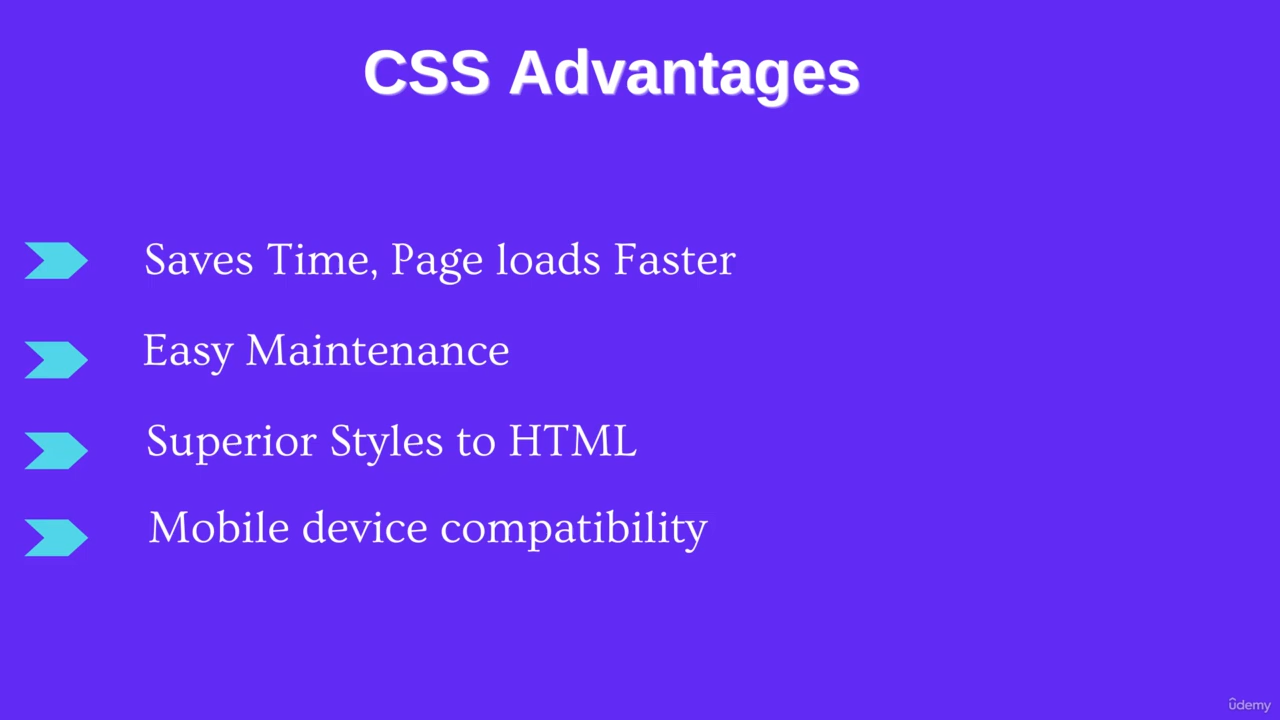 CSS Advantages
Saves Time, Page loads Faster
Easy Maintenance
Superior Styles to HTML
Mobile device compatibility
ûdemy